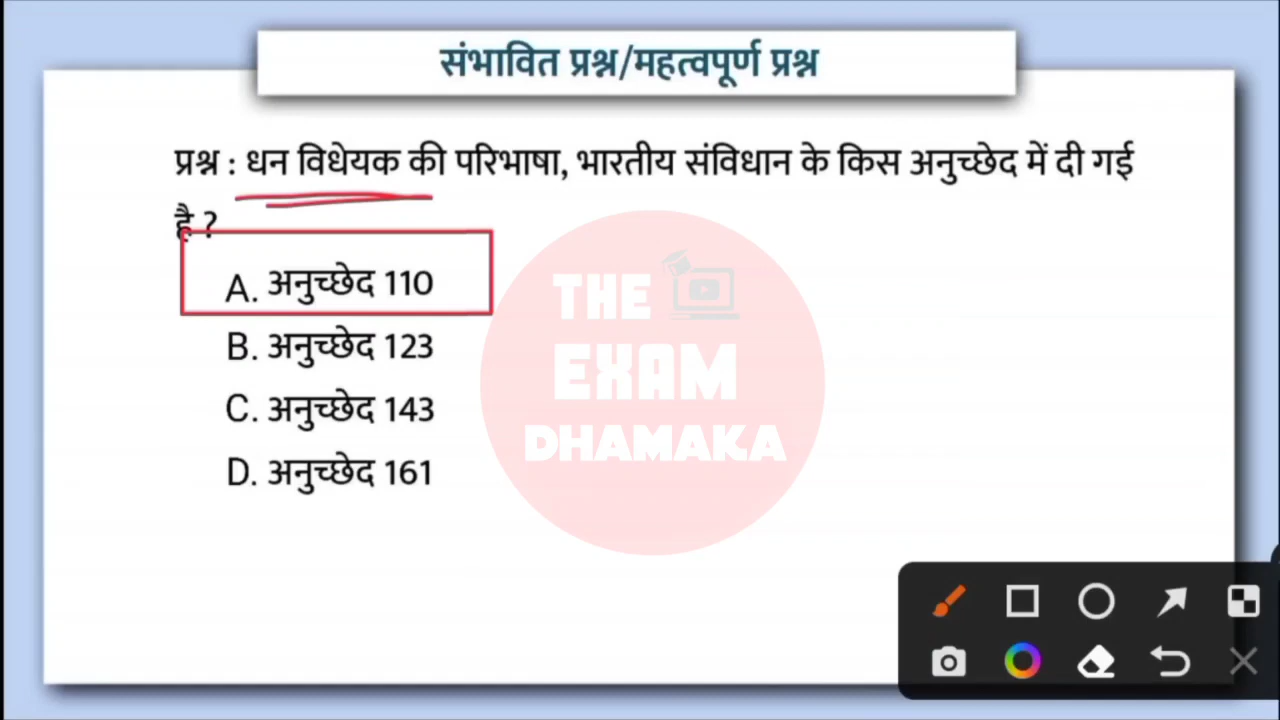 संभावित प्रश्न/महत्वपूर्ण प्रश्न
प्रश्न : धन विधेयक की परिभाषा, भारतीय संविधान के किस अनुच्छेद में दी गई
है ?
A. अनुच्छेद 110
B. अनुच्छेद 123
C. अनुच्छेद 143
D. अनुच्छेद 161
THE
EXAM
DHAMAKA